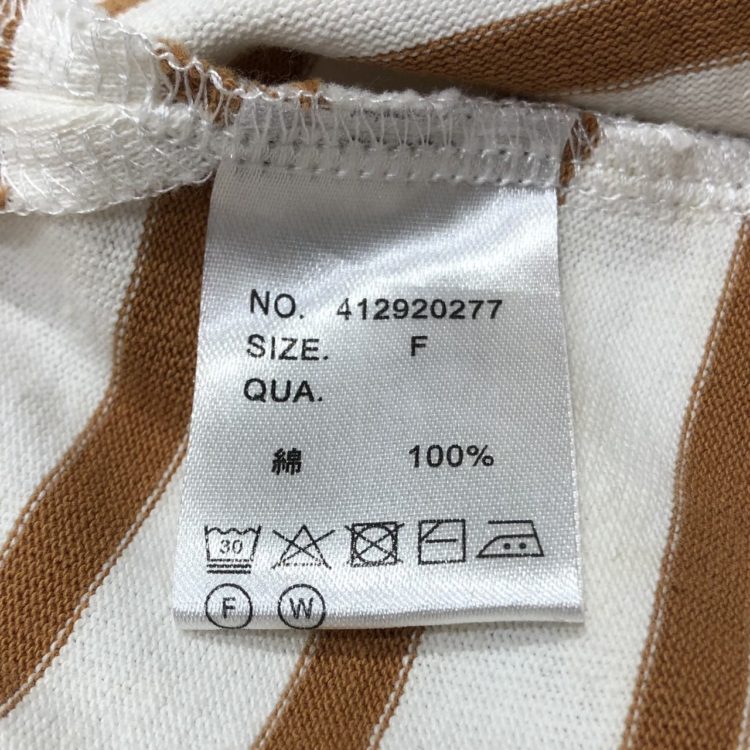 NO. 412920277
SIZE. F
QUA.
綿 100%
30
F W